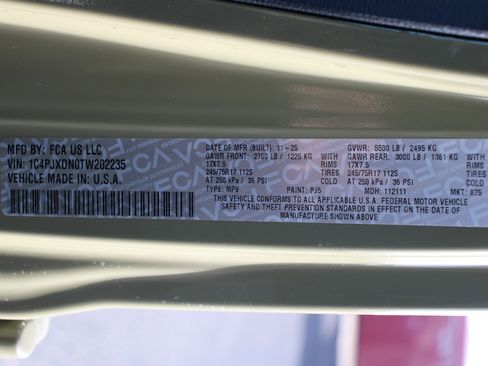 MFD BY: FCA US LLC
VIN: 1C4PJXDN0TW202235
VEHICLE MADE IN: U.S.A.
DATE OF MFR (BUILT): 11-25 GVWR: 5500 LB / 2495 KG
GAWR FRONT: 2700 LB / 1225 KG WITH GAWR REAR: 3000 LB / 1361 KG WITH
17X7.5 RIMS 17X7.5 RIMS
245/75R17 112S TIRES 245/75R17 112S TIRES
AT 250 kPa / 36 PSI COLD AT 250 kPa / 36 PSI COLD
TYPE: MPV PAINT: PJ5 MDH: 112111 MKT: 875
THIS VEHICLE CONFORMS TO ALL APPLICABLE U.S.A. FEDERAL MOTOR VEHICLE
SAFETY AND THEFT PREVENTION STANDARDS IN EFFECT ON THE DATE OF
MANUFACTURE SHOWN ABOVE.